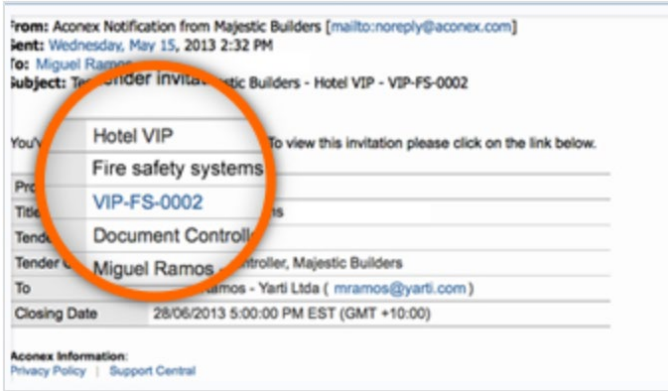 From: Aconex Notification from Majestic Builders [mailto:noreply@aconex.com]
Sent: Wednesday, May 15, 2013 2:32 PM
To: Miguel Ramos
Subject: Tender invita stic Builders - Hotel VIP - VIP-FS-0002
You' To view this invitation please click on the link below.
Hotel VIP
Fire safety systems
VIP-FS-0002
Document Controlle
Miguel Ramos -
Pro
Title ns
Tende
Tender C ntroller, Majestic Builders
To Ramos - Yarti Ltda ( mramos@yarti.com )
Closing Date 28/06/2013 5:00:00 PM EST (GMT +10:00)
Aconex Information:
Privacy Policy | Support Central